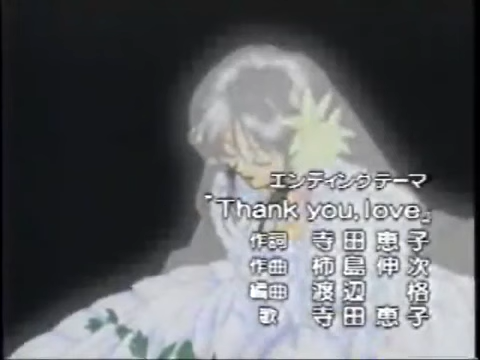 エンディングテーマ
「Thank you, love」
作詞 寺田恵子
作曲 柿島伸次
編曲 渡辺格
歌 寺田恵子